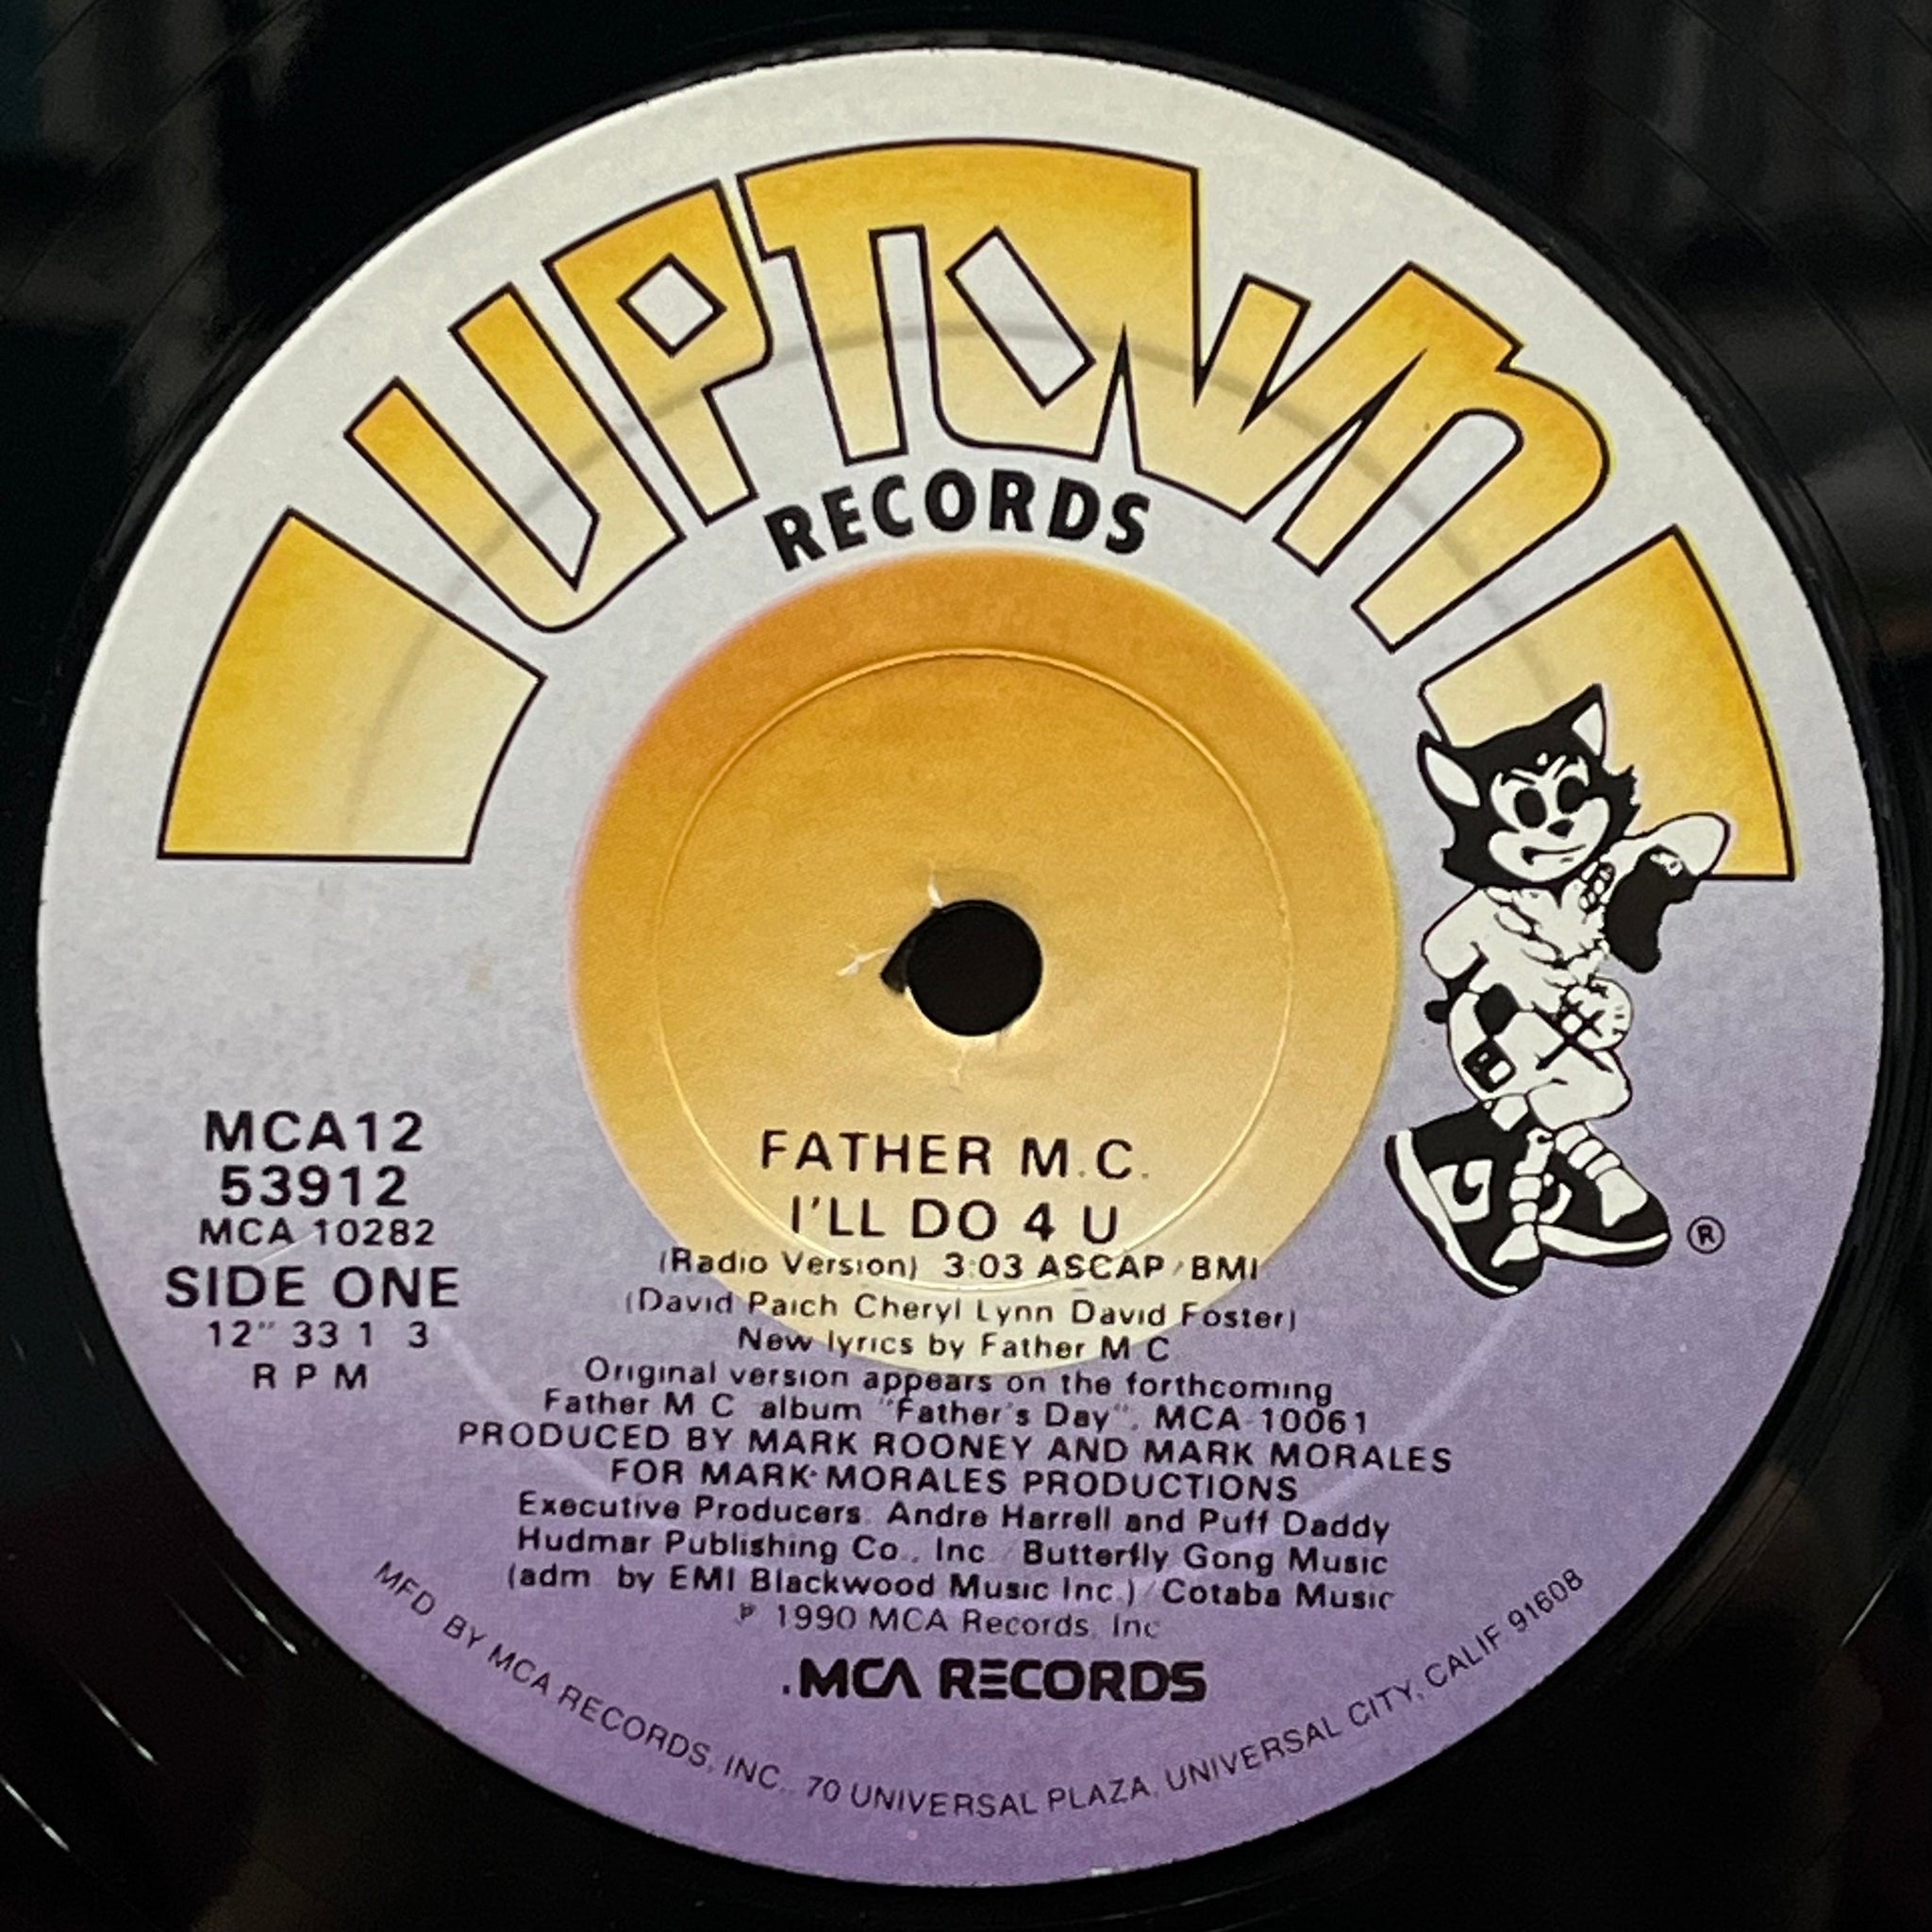 UPTOWN
RECORDS
MCA12
53912
MCA 10282
SIDE ONE
12" 33 1 3
R P M
FATHER M.C.
I'LL DO 4 U
(Radio Version) 3:03 ASCAP/BMI
(David Paich Cheryl Lynn David Foster)
New lyrics by Father M C
Original version appears on the forthcoming
Father M C album "Father's Day", MCA-10061
PRODUCED BY MARK ROONEY AND MARK MORALES
FOR MARK MORALES PRODUCTIONS
Executive Producers: Andre Harrell and Puff Daddy
Hudmar Publishing Co., Inc./Butterfly Gong Music
(adm by EMI Blackwood Music Inc.)/Cotaba Music
℗ 1990 MCA Records, Inc
.MCA RECORDS
®
MFD BY MCA RECORDS, INC., 70 UNIVERSAL PLAZA, UNIVERSAL CITY, CALIF 91608